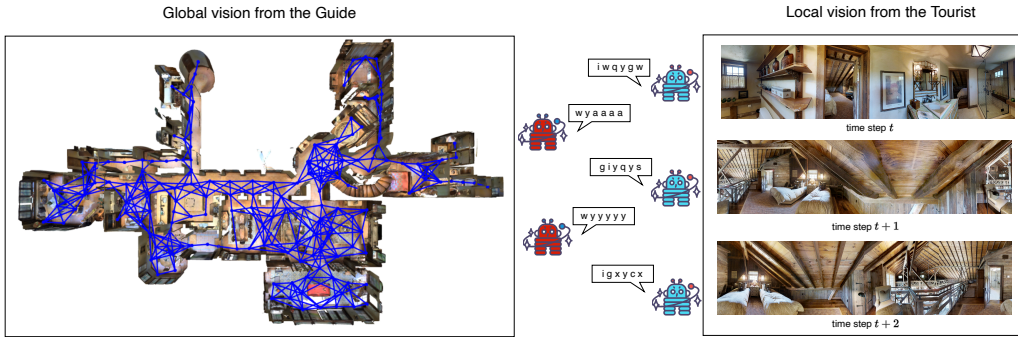 Global vision from the Guide
Local vision from the Tourist
i w q y g w
w y a a a a
g i y q y s
w y y y y y
i g x y c x
time step t
time step t + 1
time step t + 2